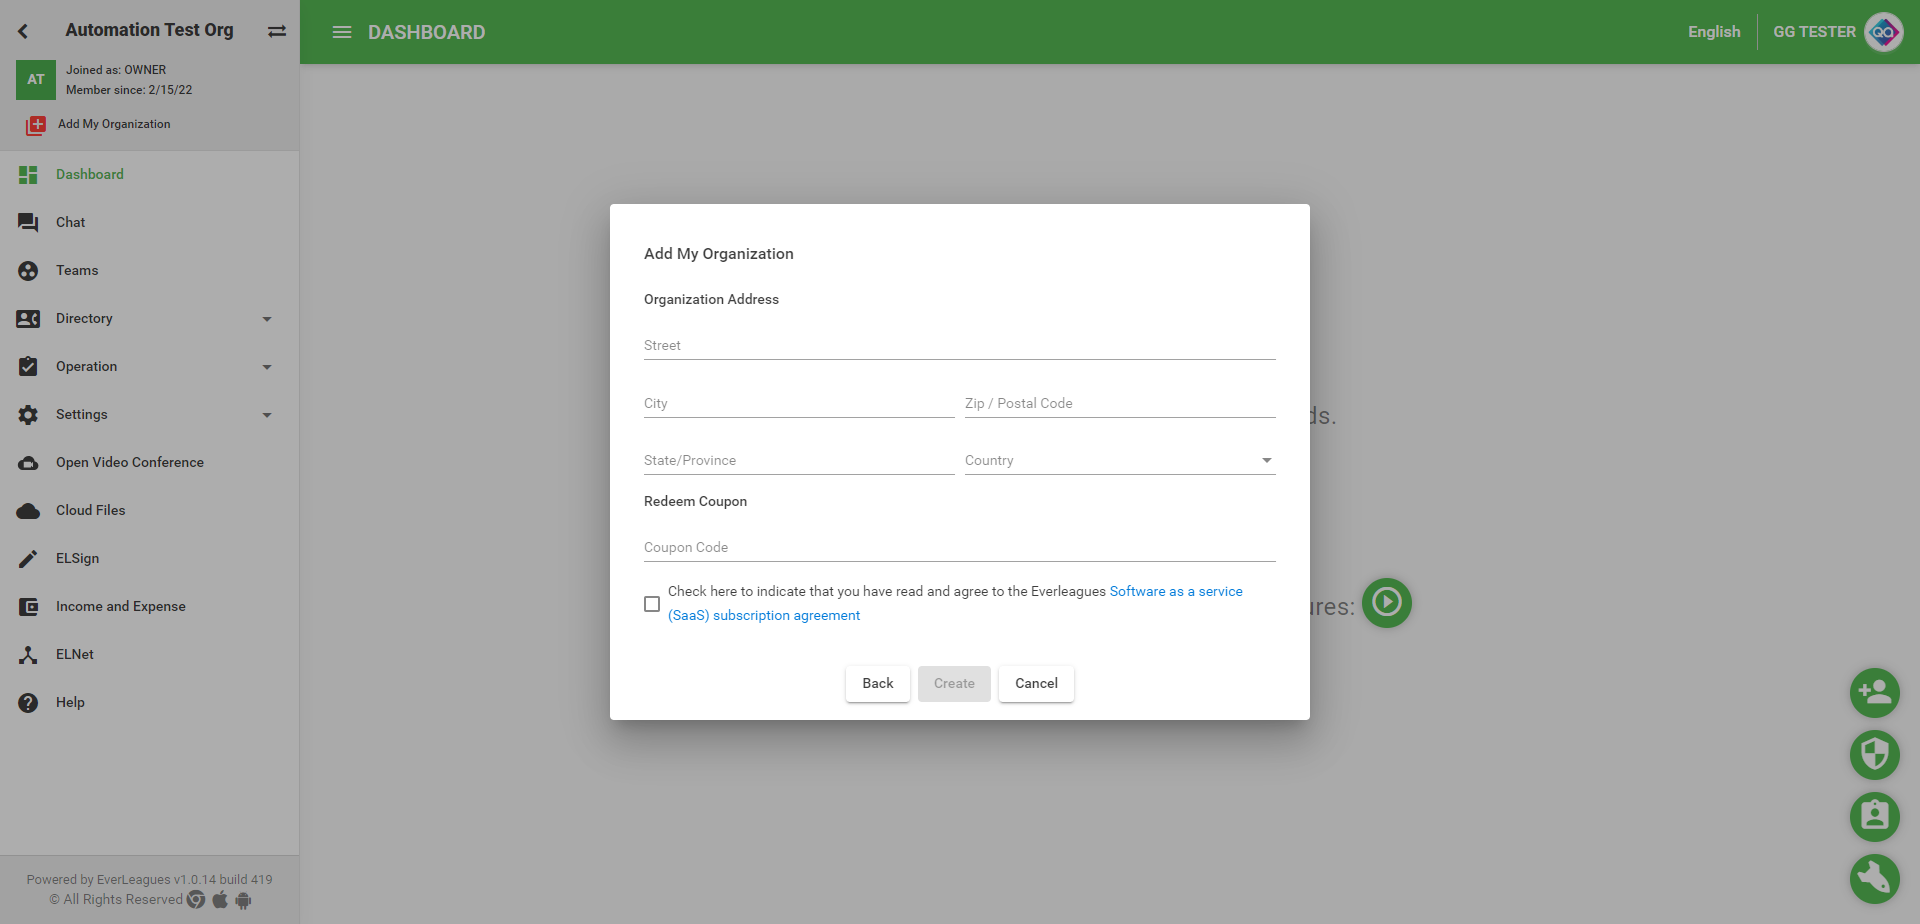 Automation Test Org
AT
Joined as: OWNER
Member since: 2/15/22
Add My Organization
Dashboard
Chat
Teams
Directory
Operation
Settings
Open Video Conference
Cloud Files
ELSign
Income and Expense
ELNet
Help
Powered by EverLeagues v1.0.14 build 419
© All Rights Reserved
DASHBOARD
English
GG TESTER
QA
Add My Organization
Organization Address
Street
City
Zip / Postal Code
State/Province
Country
Redeem Coupon
Coupon Code
Check here to indicate that you have read and agree to the Everleagues Software as a service
(SaaS) subscription agreement
Back
Create
Cancel